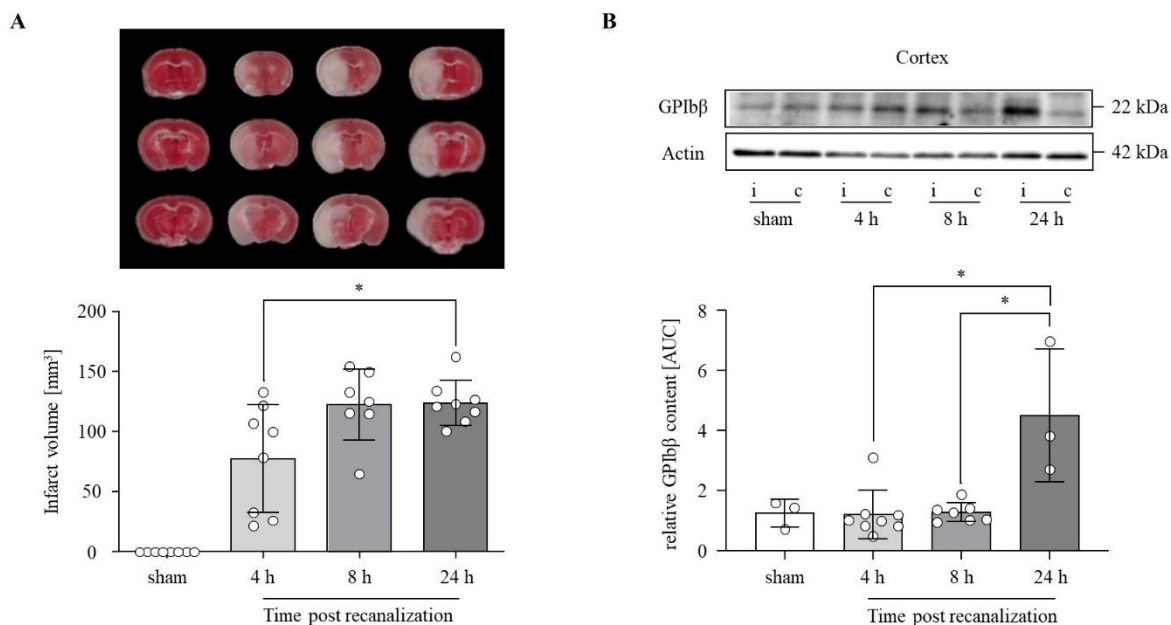 A
Infarct volume [mm³]
200
150
100
50
0
*
sham
4 h
8 h
24 h
Time post recanalization
B
Cortex
GPIbβ
22 kDa
Actin
42 kDa
i c i c i c i c
sham 4 h 8 h 24 h
relative GPIbβ content [AUC]
8
6
4
2
0
*
*
sham
4 h
8 h
24 h
Time post recanalization